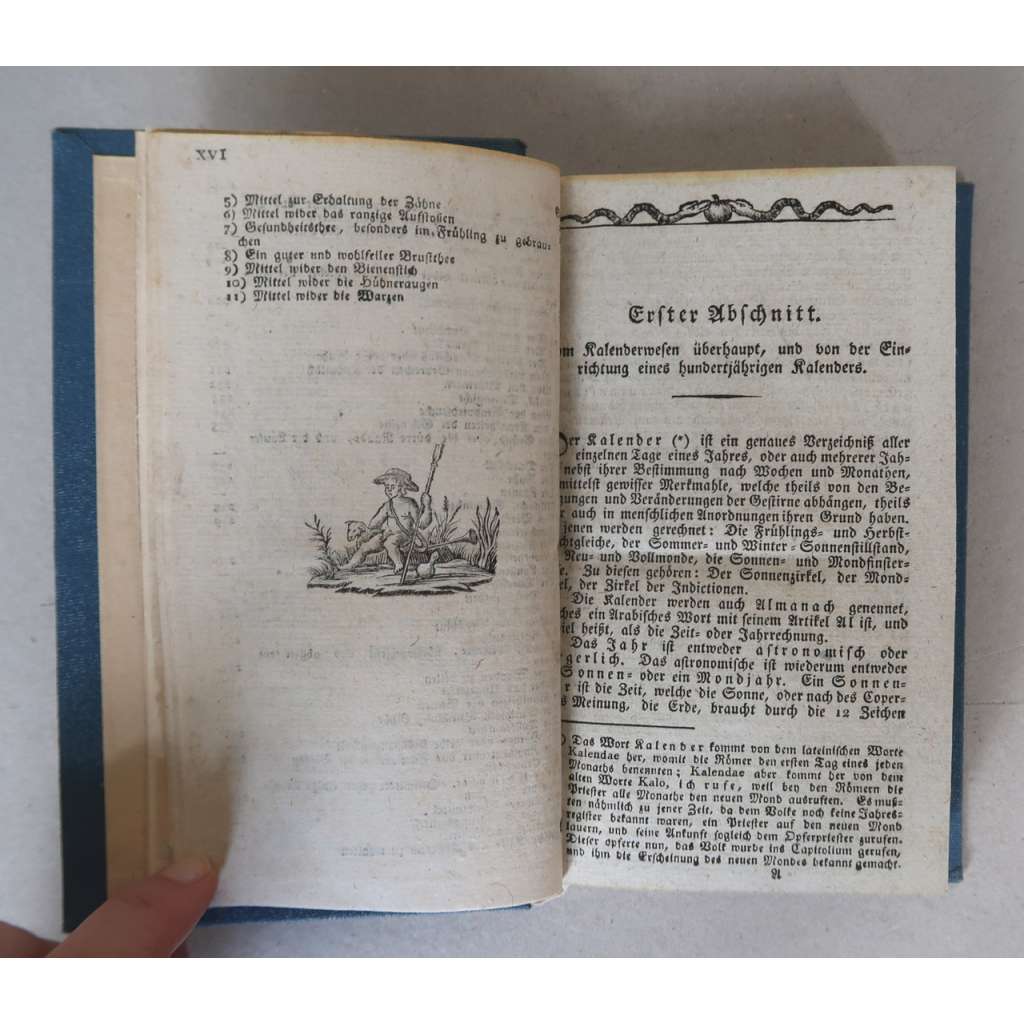 XVI
5) Mittel zur Erhaltung der Zähne
6) Mittel wider das ranzige Aufstoßen
7) Gesundheitsthee, besonders im Frühling zu gebrau-
chen
8) Ein guter und wohlfeiler Brustthee
9) Mittel wider den Bienenstich
10) Mittel wider die Hühneraugen
11) Mittel wider die Warzen
Erster Abschnitt.
Kalenderwesen überhaupt, und von der Ein-
richtung eines hundertjährigen Kalenders.
Der Kalender (*) ist ein genaues Verzeichniß aller
einzelnen Tage eines Jahres, oder auch mehrerer Jah-
nebst ihrer Bestimmung nach Wochen und Monathen,
mittelst gewisser Merkmahle, welche theils von den Be-
gungen und Veränderungen der Gestirne abhängen, theils
auch in menschlichen Anordnungen ihren Grund haben.
jenen werden gerechnet: Die Frühlings- und Herbst-
chtgleiche, der Sommer- und Winter-Sonnenstillstand,
Neu- und Vollmonde, die Sonnen- und Mondfinster-
Zu diesen gehören: Der Sonnenzirkel, der Mond-
der Zirkel der Indictionen.
Die Kalender werden auch Almanach genennet,
ches ein Arabisches Wort mit seinem Artikel Al ist, und
viel heißt, als die Zeit- oder Jahrrechnung.
Das Jahr ist entweder astronomisch oder
gerlich. Das astronomische ist wiederum entweder
Sonnen- oder ein Mondjahr. Ein Sonnen-
r ist die Zeit, welche die Sonne, oder nach des Coper-
s Meinung, die Erde, braucht durch die 12 Zeichen
) Das Wort Kalender kommt von dem lateinischen Worte
Kalendae her, womit die Römer den ersten Tag eines jeden
Monaths benennten; Kalendae aber kommt her von dem
alten Worte Kalo, ich rufe, weil bey den Römern die
Priester alle Monathe den neuen Mond ausruften. Es muß-
ten nähmlich zu jener Zeit, da dem Volke noch keine Jahres-
register bekannt waren, ein Priester auf den neuen Mond
lauern, und seine Ankunft sogleich dem Opferpriester zurufen.
Dieser opferte nun, das Volk wurde ins Capitolium gerufen,
und ihm die Erscheinung des neuen Mondes bekannt gemacht.
A